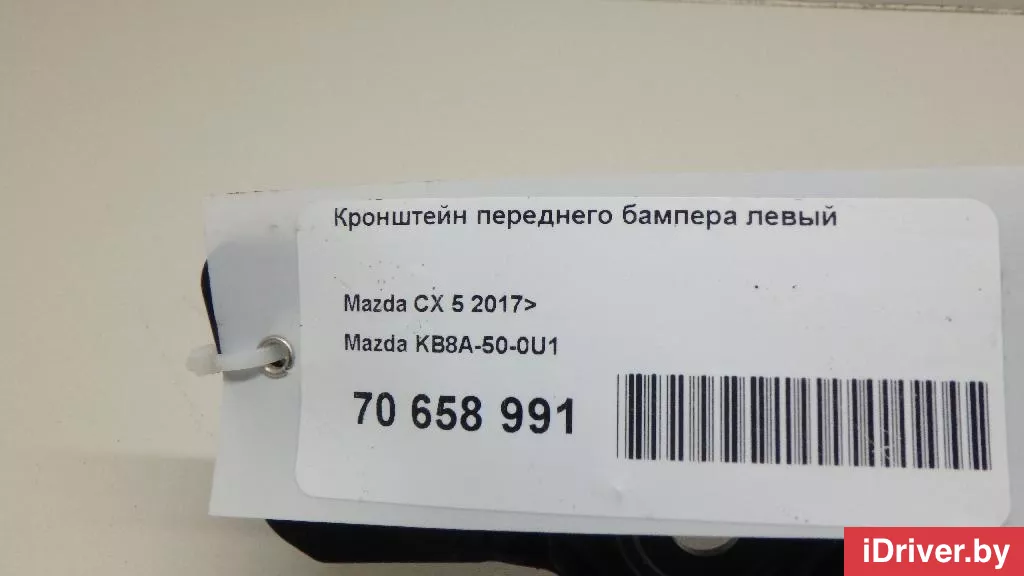 Кронштейн переднего бампера левый
Mazda CX 5 2017>
Mazda KB8A-50-0U1
70 658 991
iDriver.by